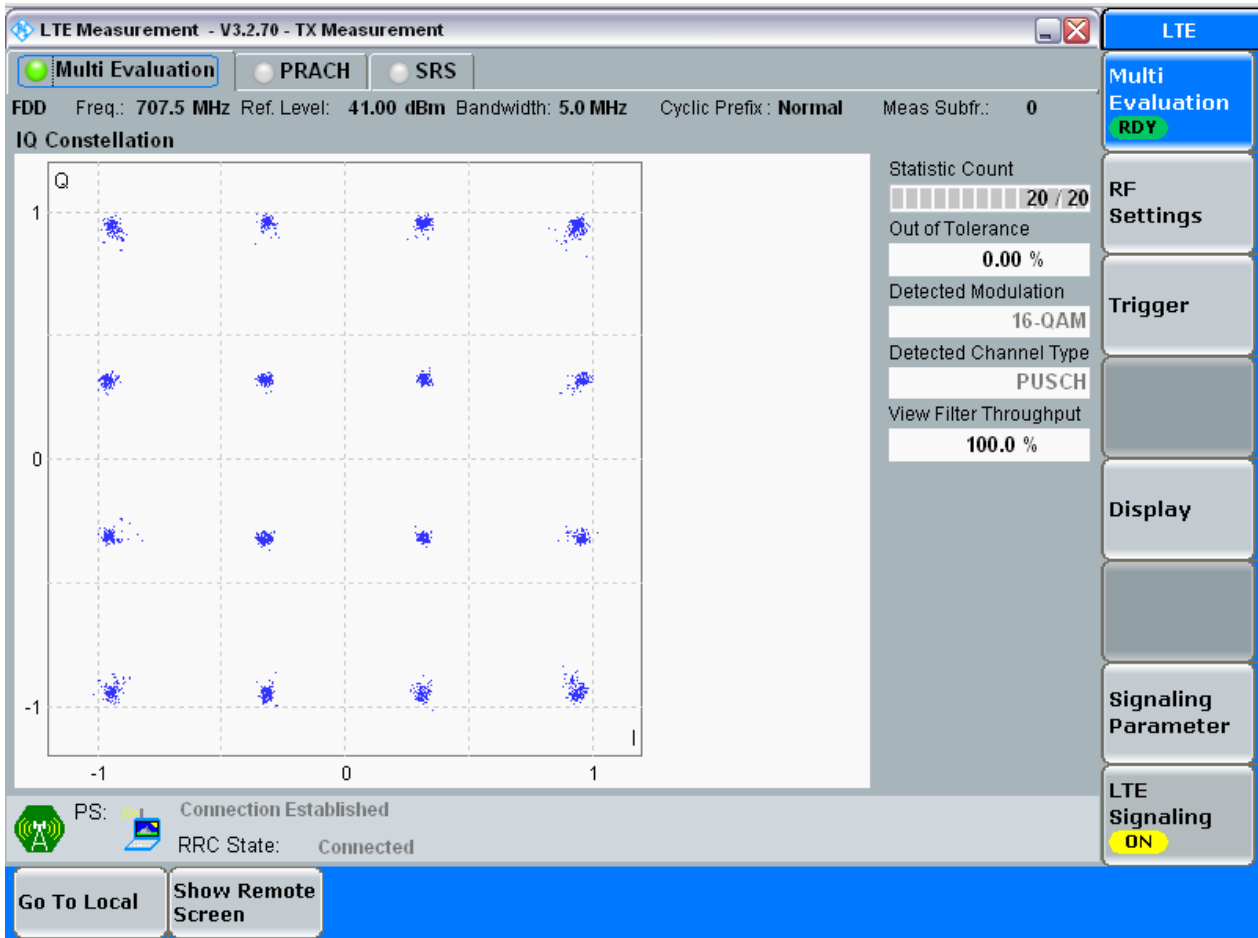 LTE Measurement - V3.2.70 - TX Measurement
LTE
Multi Evaluation PRACH SRS
FDD Freq.: 707.5 MHz Ref. Level: 41.00 dBm Bandwidth: 5.0 MHz Cyclic Prefix : Normal Meas Subfr.: 0
IQ Constellation
Q
1
0
-1
I
-1 0 1
Statistic Count
20 / 20
Out of Tolerance
0.00 %
Detected Modulation
16-QAM
Detected Channel Type
PUSCH
View Filter Throughput
100.0 %
Multi
Evaluation
RDY
RF
Settings
Trigger
Display
Signaling
Parameter
LTE
Signaling
ON
PS: Connection Established
RRC State: Connected
Go To Local
Show Remote
Screen